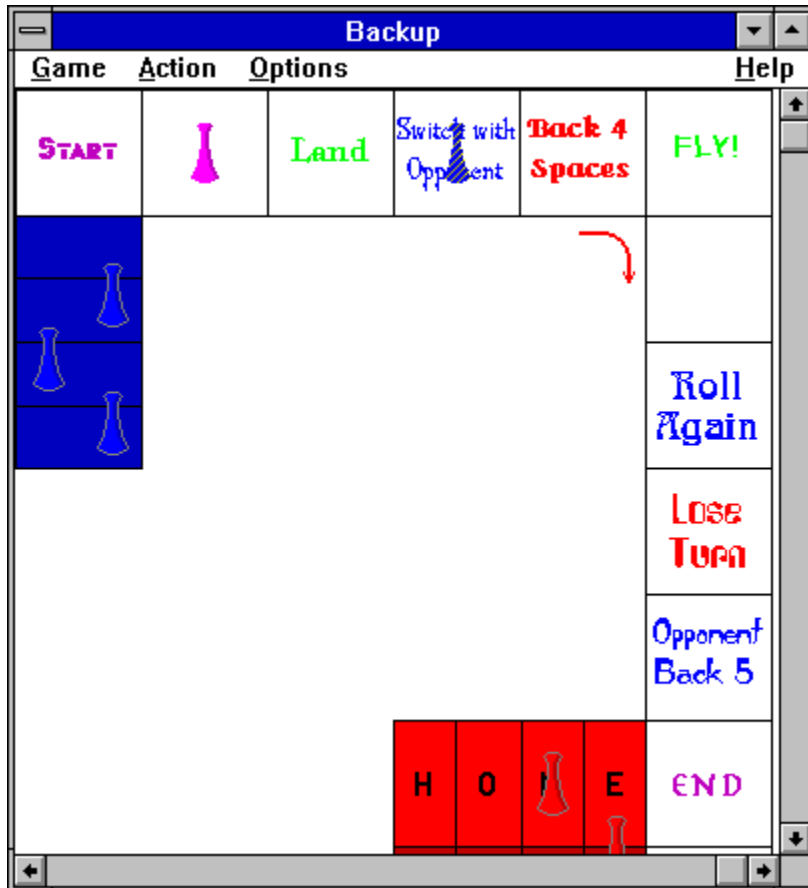 Backup
Game Action Options Help
START
Land
Switch with
Opponent
Back 4
Spaces
FLY!
Roll
Again
Lose
Turn
Opponent
Back 5
H O M E
END